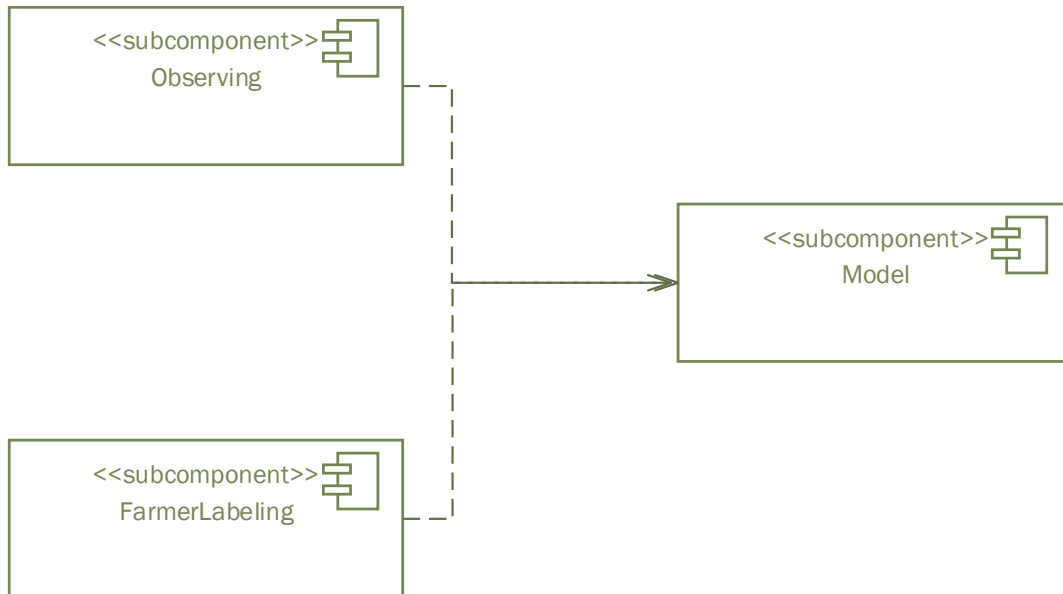 <<subcomponent>>
Observing
<<subcomponent>>
Model
<<subcomponent>>
FarmerLabeling